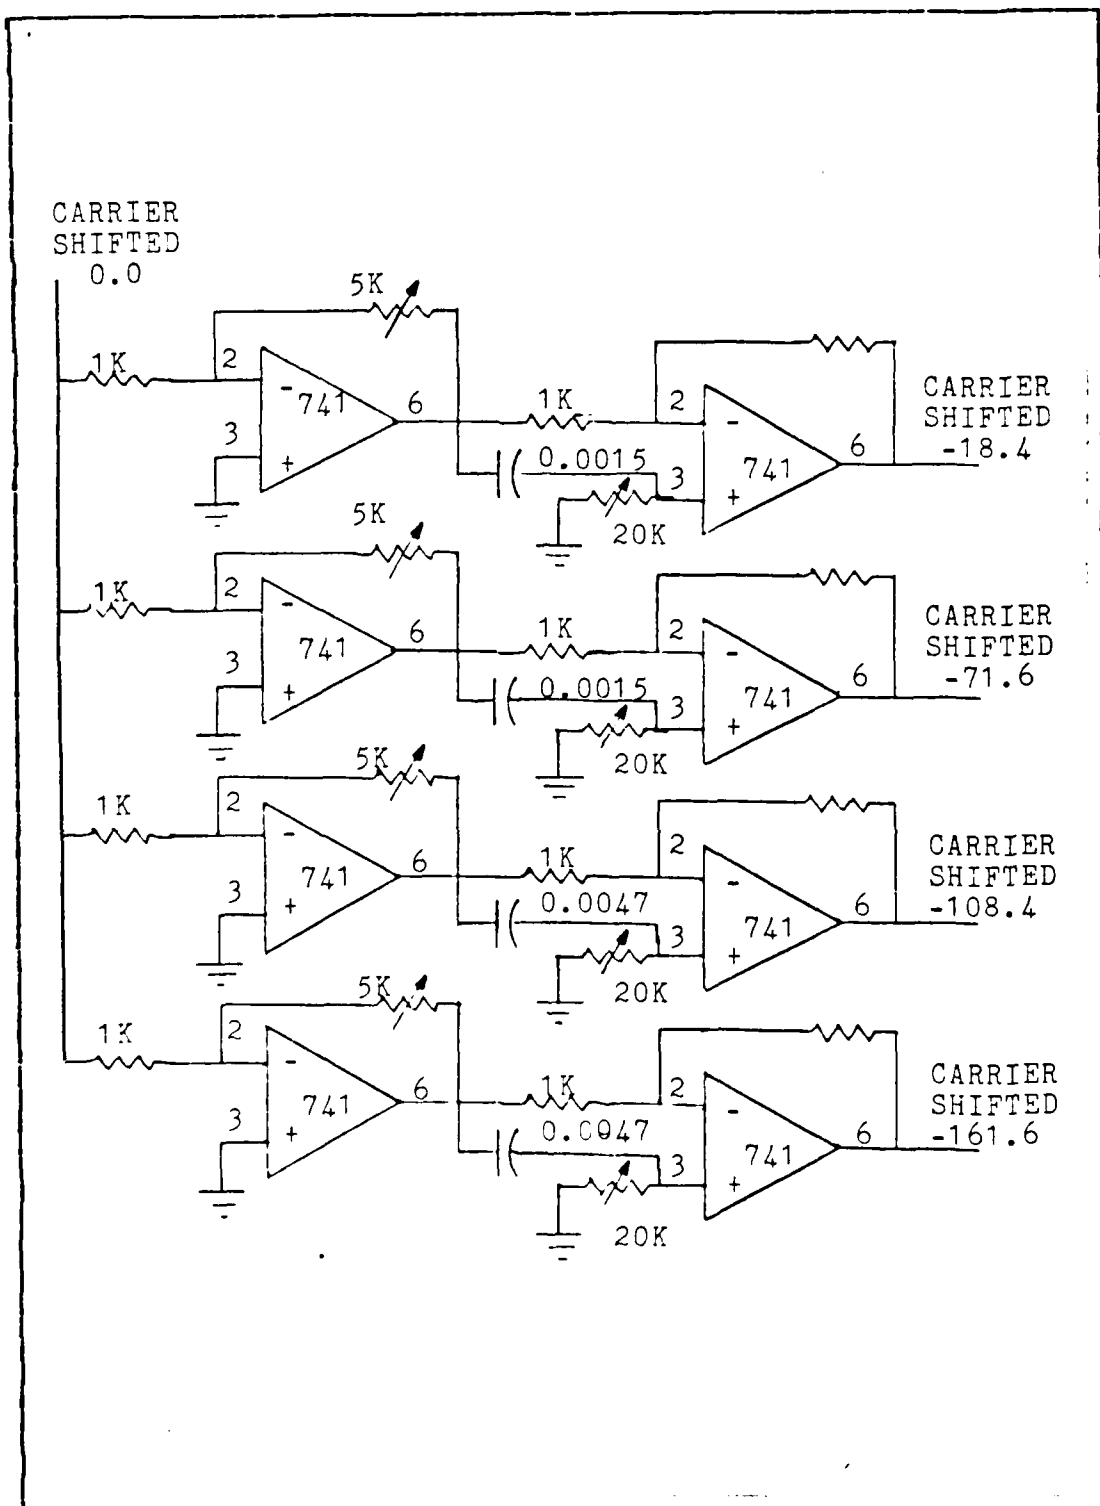 CARRIER
SHIFTED
0.0
5K
1K
2
- 741
6
3
+
1K
2
-
0.0015
3
741
6
+
20K
CARRIER
SHIFTED
-18.4
5K
1K
2
-
741
6
3
+
1K
2
-
0.0015
3
741
6
+
20K
CARRIER
SHIFTED
-71.6
5K
1K
2
-
741
6
3
+
1K
2
-
0.0047
3
741
6
+
20K
CARRIER
SHIFTED
-108.4
5K
1K
2
-
741
6
3
+
1K
2
-
0.0047
3
741
6
+
20K
CARRIER
SHIFTED
-161.6